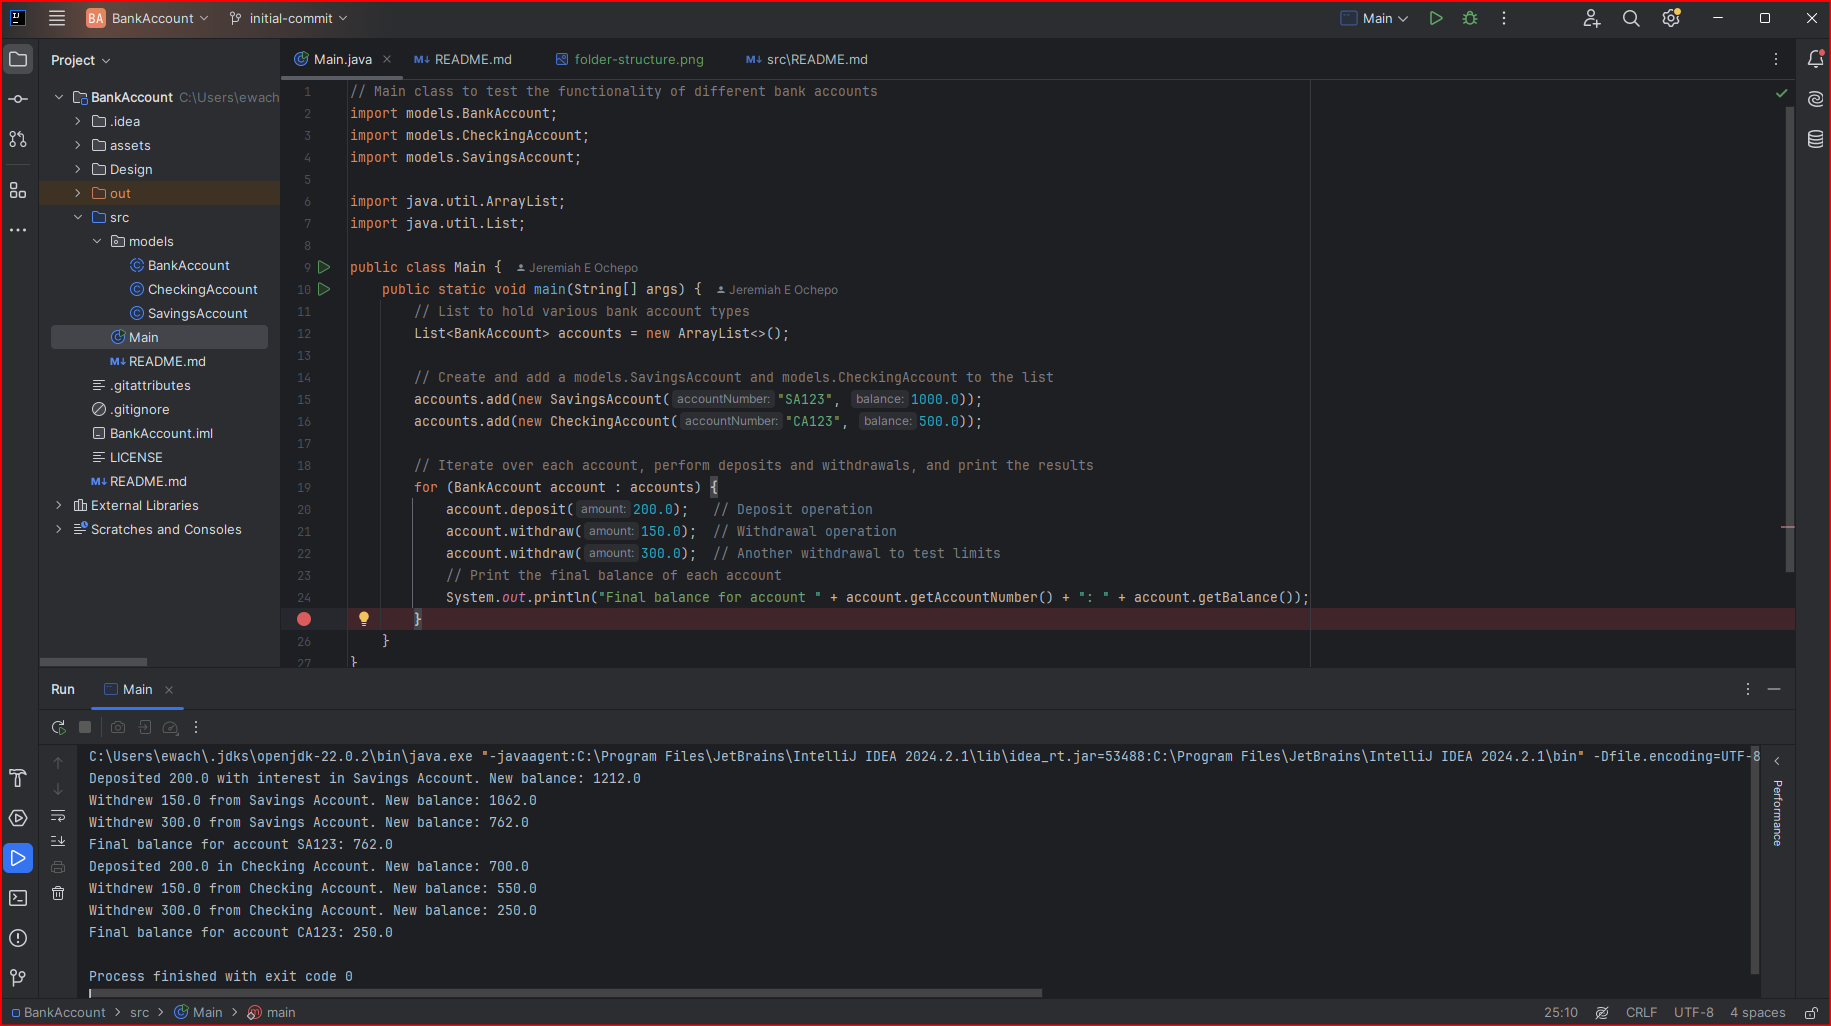 BA BankAccount initial-commit Main
Project
Main.java README.md folder-structure.png src\README.md
BankAccount C:\Users\ewach
.idea
assets
Design
out
src
models
BankAccount
CheckingAccount
SavingsAccount
Main
README.md
.gitattributes
.gitignore
BankAccount.iml
LICENSE
README.md
External Libraries
Scratches and Consoles
1 // Main class to test the functionality of different bank accounts
2 import models.BankAccount;
3 import models.CheckingAccount;
4 import models.SavingsAccount;
5
6 import java.util.ArrayList;
7 import java.util.List;
8
9 public class Main { Jeremiah E Ochepo
10 public static void main(String[] args) { Jeremiah E Ochepo
11 // List to hold various bank account types
12 List<BankAccount> accounts = new ArrayList<>();
13
14 // Create and add a models.SavingsAccount and models.CheckingAccount to the list
15 accounts.add(new SavingsAccount( accountNumber: "SA123", balance: 1000.0));
16 accounts.add(new CheckingAccount( accountNumber: "CA123", balance: 500.0));
17
18 // Iterate over each account, perform deposits and withdrawals, and print the results
19 for (BankAccount account : accounts) {
20 account.deposit( amount: 200.0); // Deposit operation
21 account.withdraw( amount: 150.0); // Withdrawal operation
22 account.withdraw( amount: 300.0); // Another withdrawal to test limits
23 // Print the final balance of each account
24 System.out.println("Final balance for account " + account.getAccountNumber() + ": " + account.getBalance());
}
26 }
27 }
Run Main
C:\Users\ewach\.jdks\openjdk-22.0.2\bin\java.exe "-javaagent:C:\Program Files\JetBrains\IntelliJ IDEA 2024.2.1\lib\idea_rt.jar=53488:C:\Program Files\JetBrains\IntelliJ IDEA 2024.2.1\bin" -Dfile.encoding=UTF-8
Deposited 200.0 with interest in Savings Account. New balance: 1212.0
Withdrew 150.0 from Savings Account. New balance: 1062.0
Withdrew 300.0 from Savings Account. New balance: 762.0
Final balance for account SA123: 762.0
Deposited 200.0 in Checking Account. New balance: 700.0
Withdrew 150.0 from Checking Account. New balance: 550.0
Withdrew 300.0 from Checking Account. New balance: 250.0
Final balance for account CA123: 250.0
Process finished with exit code 0
Performance
BankAccount > src > Main > main 25:10 CRLF UTF-8 4 spaces